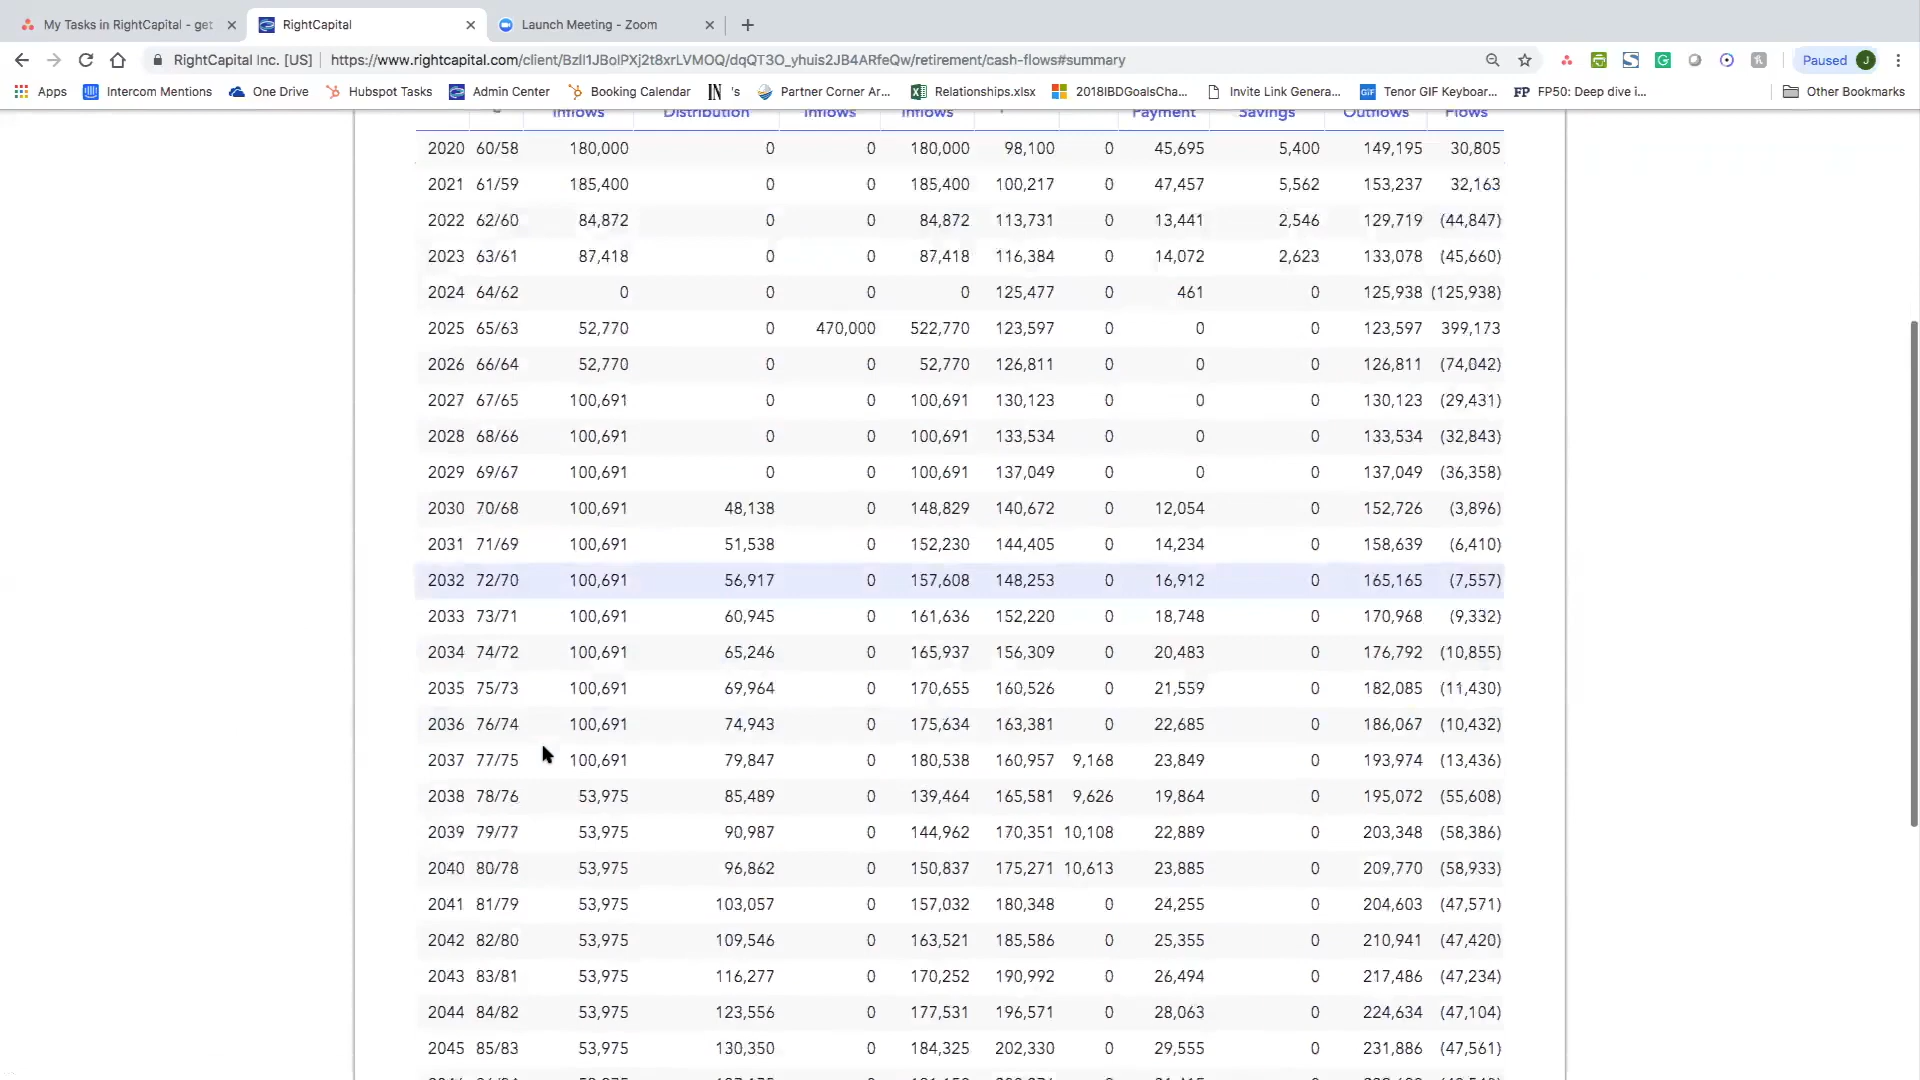 My Tasks in RightCapital - get
RightCapital
Launch Meeting - Zoom
RightCapital Inc. [US] https://www.rightcapital.com/client/BzlI1JBolPXj2t8xrLVMOQ/dqQT3O_yhuis2JB4ARfeQw/retirement/cash-flows#summary Paused J
Apps Intercom Mentions One Drive Hubspot Tasks Admin Center Booking Calendar IN 's Partner Corner Ar... Relationships.xlsx 2018IBDGoalsCha... Invite Link Genera... GIF Tenor GIF Keyboar... FP FP50: Deep dive i... Other Bookmarks
Inflows Distribution Inflows Inflows Payment Savings Outflows Flows
2020 60/58 180,000 0 0 180,000 98,100 0 45,695 5,400 149,195 30,805
2021 61/59 185,400 0 0 185,400 100,217 0 47,457 5,562 153,237 32,163
2022 62/60 84,872 0 0 84,872 113,731 0 13,441 2,546 129,719 (44,847)
2023 63/61 87,418 0 0 87,418 116,384 0 14,072 2,623 133,078 (45,660)
2024 64/62 0 0 0 0 125,477 0 461 0 125,938 (125,938)
2025 65/63 52,770 0 470,000 522,770 123,597 0 0 0 123,597 399,173
2026 66/64 52,770 0 0 52,770 126,811 0 0 0 126,811 (74,042)
2027 67/65 100,691 0 0 100,691 130,123 0 0 0 130,123 (29,431)
2028 68/66 100,691 0 0 100,691 133,534 0 0 0 133,534 (32,843)
2029 69/67 100,691 0 0 100,691 137,049 0 0 0 137,049 (36,358)
2030 70/68 100,691 48,138 0 148,829 140,672 0 12,054 0 152,726 (3,896)
2031 71/69 100,691 51,538 0 152,230 144,405 0 14,234 0 158,639 (6,410)
2032 72/70 100,691 56,917 0 157,608 148,253 0 16,912 0 165,165 (7,557)
2033 73/71 100,691 60,945 0 161,636 152,220 0 18,748 0 170,968 (9,332)
2034 74/72 100,691 65,246 0 165,937 156,309 0 20,483 0 176,792 (10,855)
2035 75/73 100,691 69,964 0 170,655 160,526 0 21,559 0 182,085 (11,430)
2036 76/74 100,691 74,943 0 175,634 163,381 0 22,685 0 186,067 (10,432)
2037 77/75 100,691 79,847 0 180,538 160,957 9,168 23,849 0 193,974 (13,436)
2038 78/76 53,975 85,489 0 139,464 165,581 9,626 19,864 0 195,072 (55,608)
2039 79/77 53,975 90,987 0 144,962 170,351 10,108 22,889 0 203,348 (58,386)
2040 80/78 53,975 96,862 0 150,837 175,271 10,613 23,885 0 209,770 (58,933)
2041 81/79 53,975 103,057 0 157,032 180,348 0 24,255 0 204,603 (47,571)
2042 82/80 53,975 109,546 0 163,521 185,586 0 25,355 0 210,941 (47,420)
2043 83/81 53,975 116,277 0 170,252 190,992 0 26,494 0 217,486 (47,234)
2044 84/82 53,975 123,556 0 177,531 196,571 0 28,063 0 224,634 (47,104)
2045 85/83 53,975 130,350 0 184,325 202,330 0 29,555 0 231,886 (47,561)